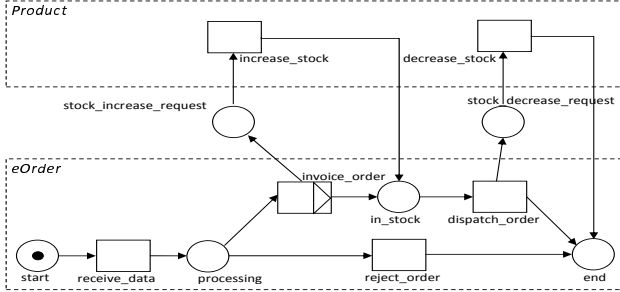 Product
increase_stock
decrease_stock
stock_increase_request
stock_decrease_request
eOrder
invoice_order
in_stock
dispatch_order
start
receive_data
processing
reject_order
end